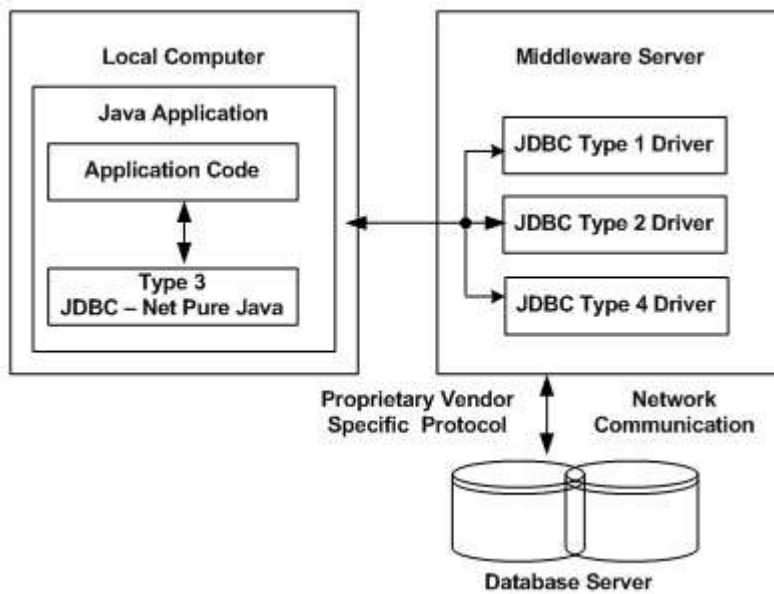 Local Computer
Java Application
Application Code
Type 3
JDBC – Net Pure Java
Middleware Server
JDBC Type 1 Driver
JDBC Type 2 Driver
JDBC Type 4 Driver
Proprietary Vendor
Specific Protocol
Network
Communication
Database Server